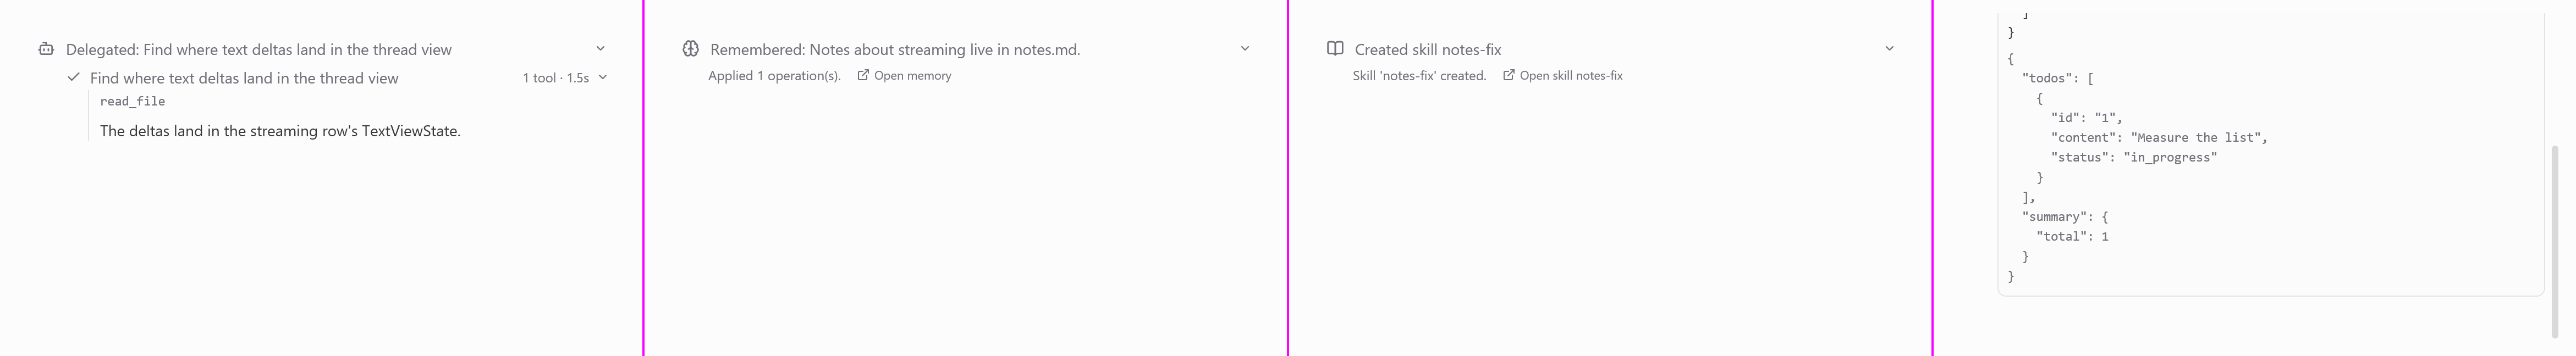 Delegated: Find where text deltas land in the thread view
Find where text deltas land in the thread view 1 tool · 1.5s
read_file
The deltas land in the streaming row's TextViewState.
Remembered: Notes about streaming live in notes.md.
Applied 1 operation(s). Open memory
Created skill notes-fix
Skill 'notes-fix' created. Open skill notes-fix
]
}
{
"todos": [
{
"id": "1",
"content": "Measure the list",
"status": "in_progress"
}
],
"summary": {
"total": 1
}
}